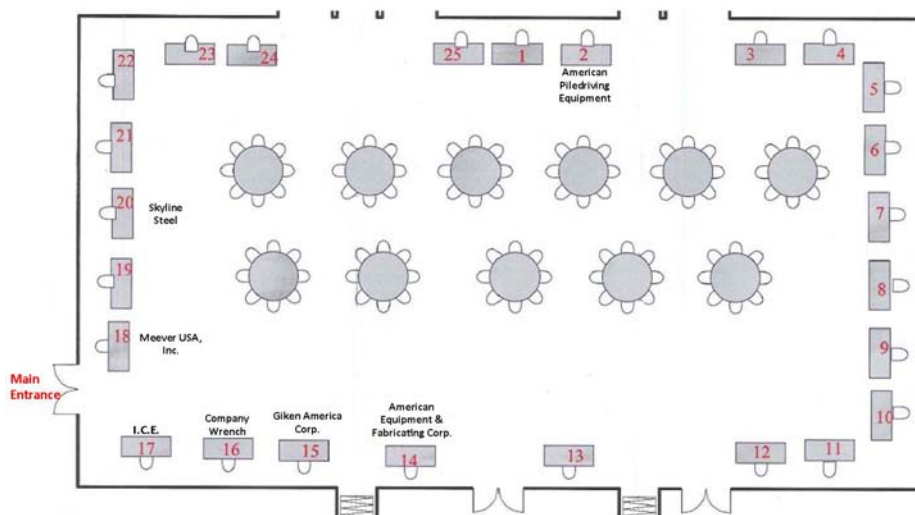 22
23
24
25
1
2
3
4
American
Piledriving
Equipment
5
21
6
20
Skyline
Steel
7
19
8
18
Meever USA,
Inc.
9
Main
Entrance
10
I.C.E.
17
Company
Wrench
16
Giken America
Corp.
15
American
Equipment &
Fabricating Corp.
14
13
12
11